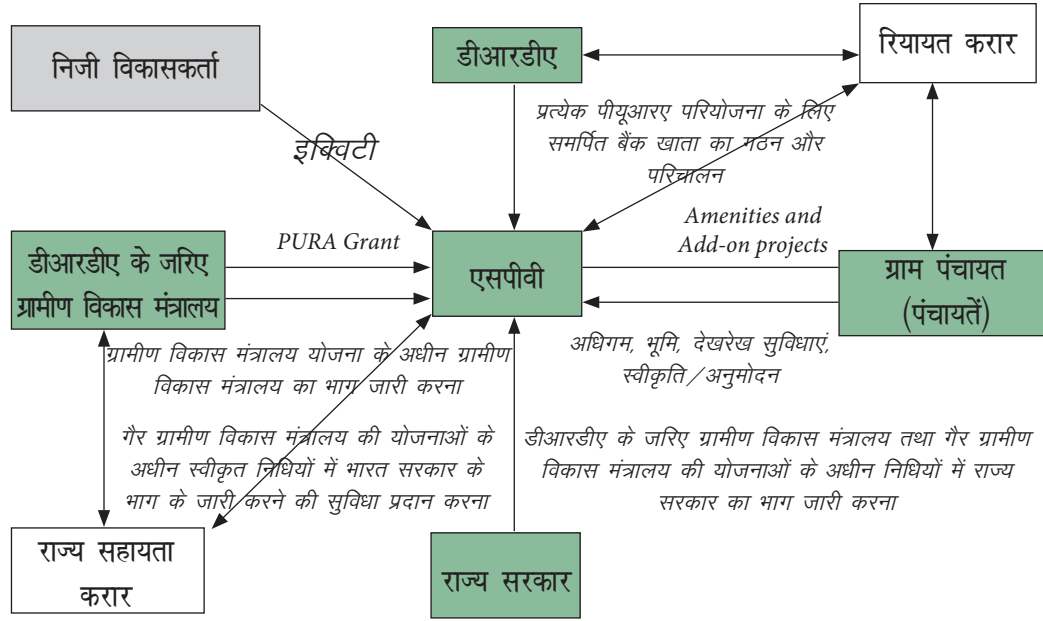 निजी विकासकर्ता
डीआरडीए
रियायत करार
इक्विटी
प्रत्येक पीयूआरए परियोजना के लिए
समर्पित बैंक खाता का गठन और
परिचालन
डीआरडीए के जरिए
ग्रामीण विकास मंत्रालय
PURA Grant
एसपीवी
Amenities and
Add-on projects
ग्राम पंचायत
(पंचायतें)
ग्रामीण विकास मंत्रालय योजना के अधीन ग्रामीण
विकास मंत्रालय का भाग जारी करना
अधिगम, भूमि, देखरेख सुविधाएं,
स्वीकृति/अनुमोदन
गैर ग्रामीण विकास मंत्रालय की योजनाओं के
अधीन स्वीकृत निधियों में भारत सरकार के
भाग के जारी करने की सुविधा प्रदान करना
डीआरडीए के जरिए ग्रामीण विकास मंत्रालय तथा गैर ग्रामीण
विकास मंत्रालय की योजनाओं के अधीन निधियों में राज्य
सरकार का भाग जारी करना
राज्य सहायता
करार
राज्य सरकार